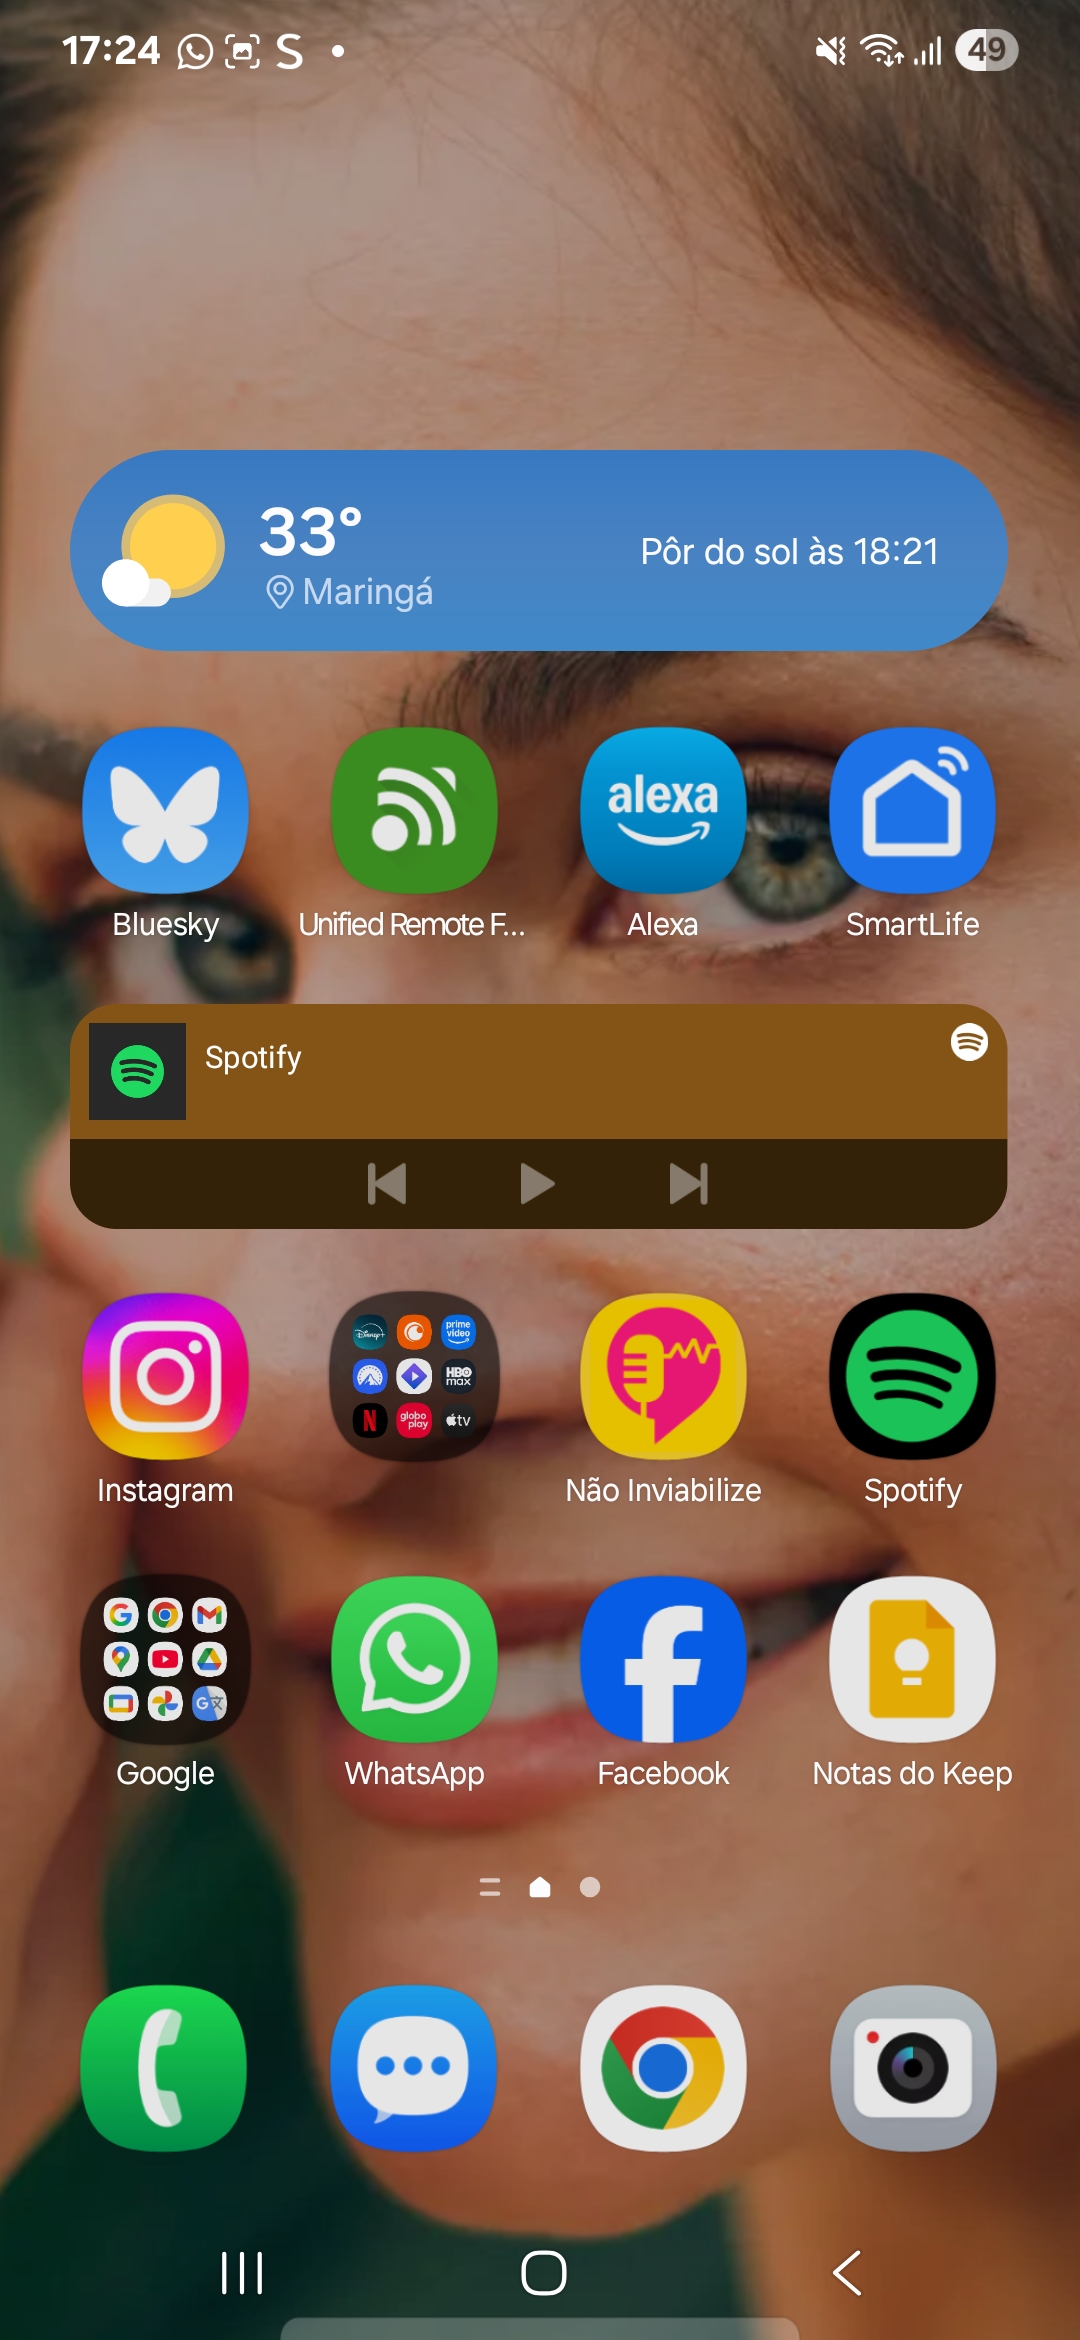 17:24 S 49
33°
Maringá
Pôr do sol às 18:21
alexa
Bluesky
Unified Remote F...
Alexa
SmartLife
Spotify
Disney+
prime video
HBO max
N
globo play
tv
Instagram
Não Inviabilize
Spotify
Google
WhatsApp
Facebook
Notas do Keep